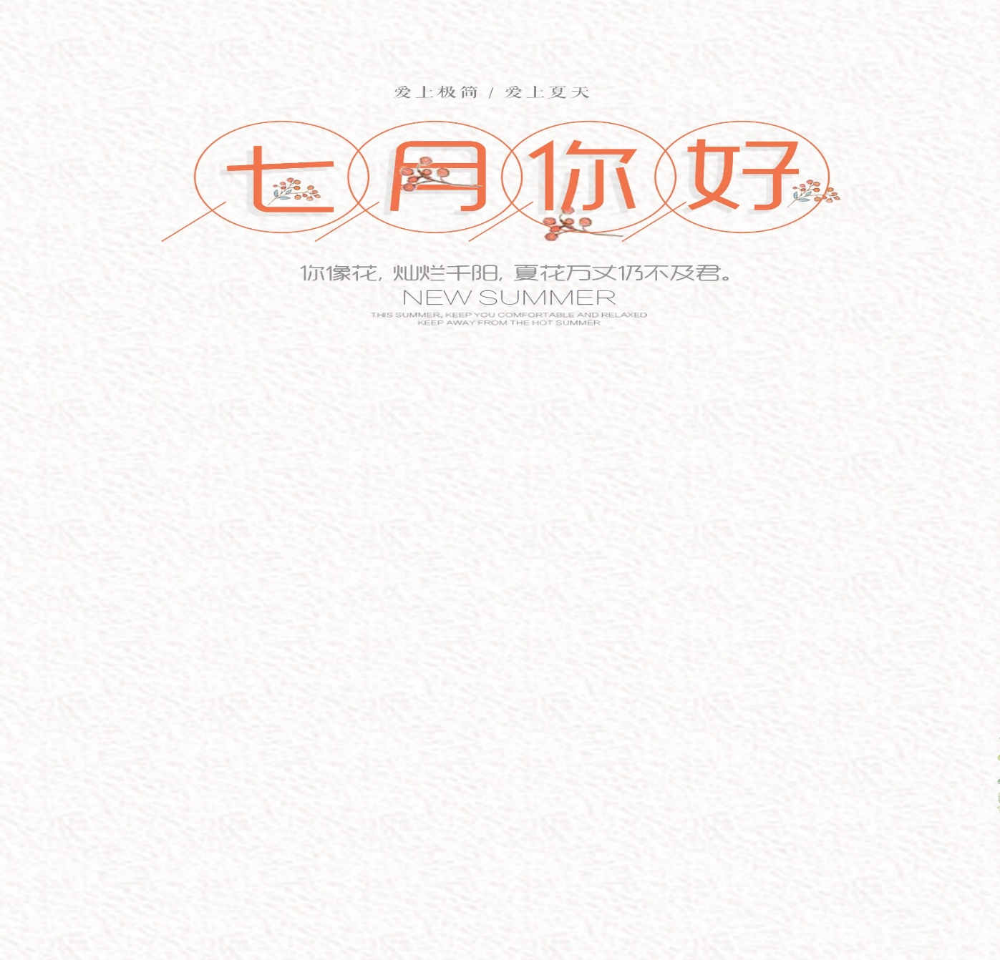 爱上极简 / 爱上夏天
七月你好
你像花, 灿烂千阳, 夏花万丈仍不及君。
NEW SUMMER
THIS SUMMER, KEEP YOU COMFORTABLE AND RELAXED
KEEP AWAY FROM THE HOT SUMMER